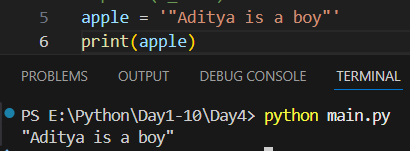 5 apple = '"Aditya is a boy"'
6 print(apple)
PROBLEMS OUTPUT DEBUG CONSOLE TERMINAL
PS E:\Python\Day1-10\Day4> python main.py
"Aditya is a boy"